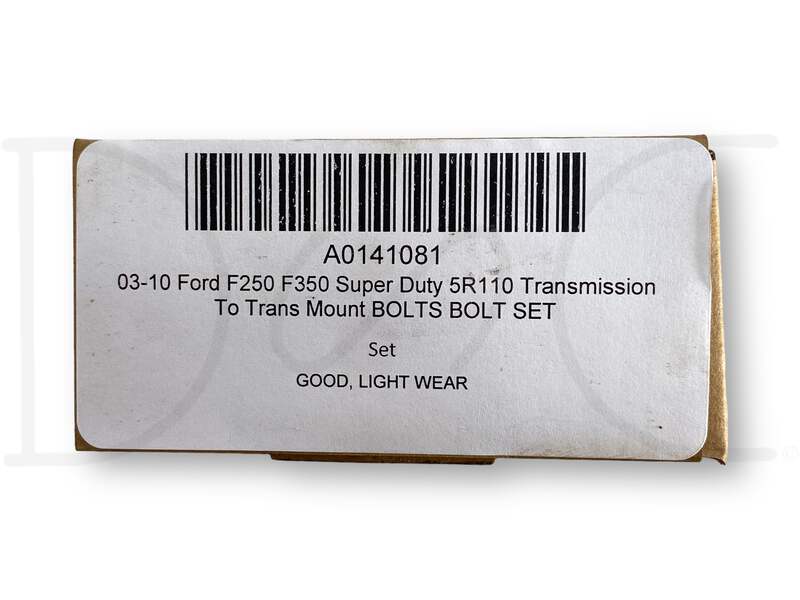 A0141081
03-10 Ford F250 F350 Super Duty 5R110 Transmission
To Trans Mount BOLTS BOLT SET
Set
GOOD, LIGHT WEAR